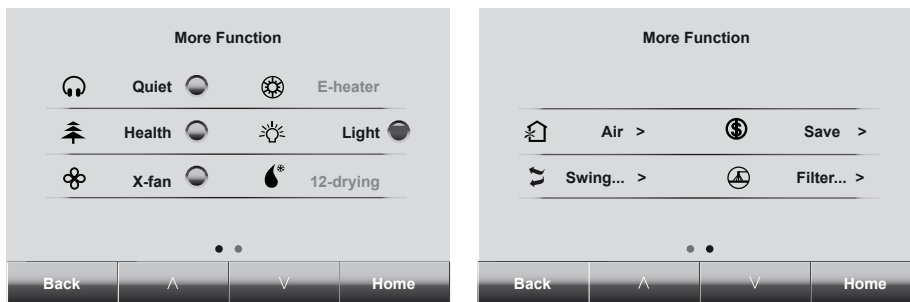 More Function
Quiet E-heater
Health Light
X-fan 12-drying
Back ∧ ∨ Home
More Function
Air > Save >
Swing... > Filter... >
Back ∧ ∨ Home